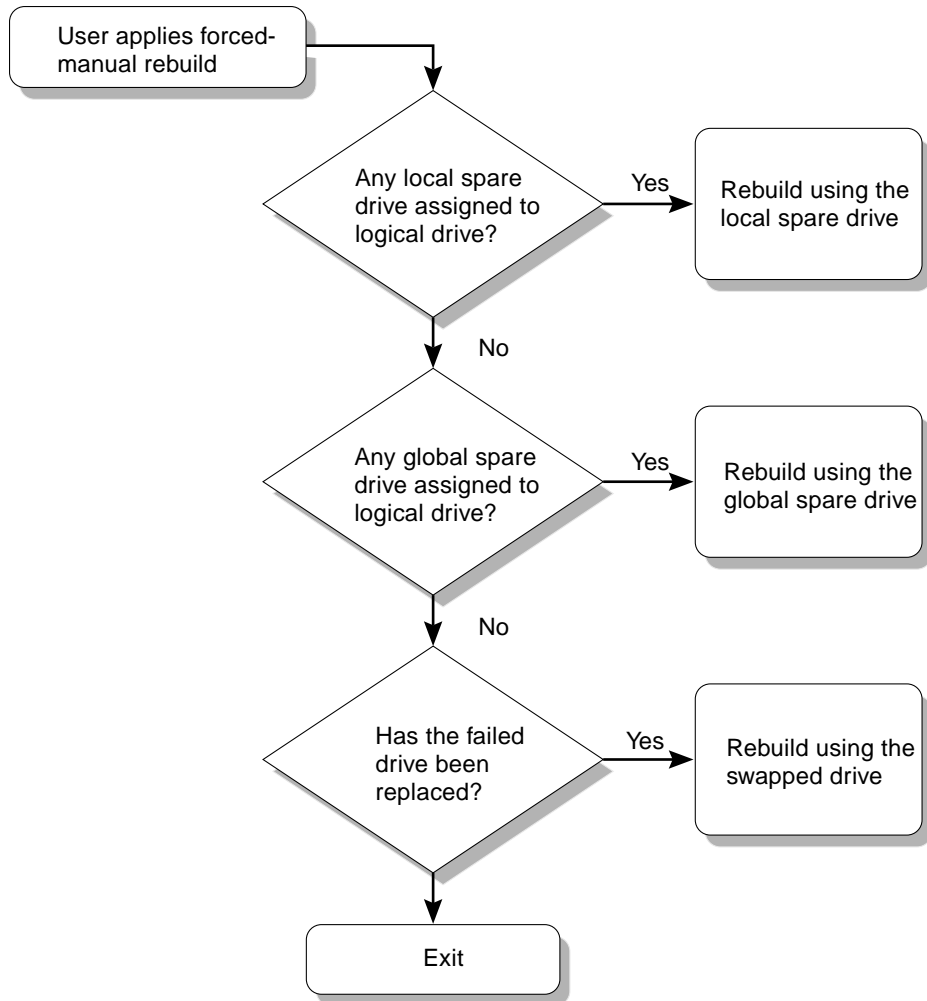 User applies forced-
manual rebuild
Any local spare
drive assigned to
logical drive?
Yes
Rebuild using the
local spare drive
No
Any global spare
drive assigned to
logical drive?
Yes
Rebuild using the
global spare drive
No
Has the failed
drive been
replaced?
Yes
Rebuild using the
swapped drive
Exit